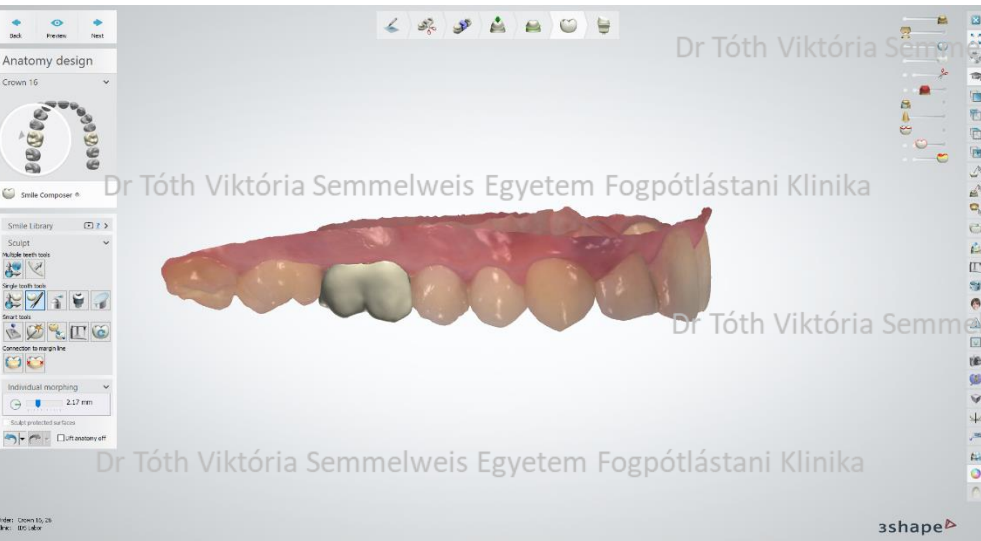 Back Preview Next
Dr Tóth Viktória Semme
Anatomy design
Crown 16
Dr Tóth Viktória Semmelweis Egyetem Fogpótlástani Klinika
Smile Composer
Smile Library
?
Sculpt
Multiple teeth tools
Single tooth tools
Smart tools
Dr Tóth Viktória Semme
Connection to margin line
Individual morphing
2.17 mm
Sculpt protected surfaces
Lift anatomy off
Dr Tóth Viktória Semmelweis Egyetem Fogpótlástani Klinika
3shape